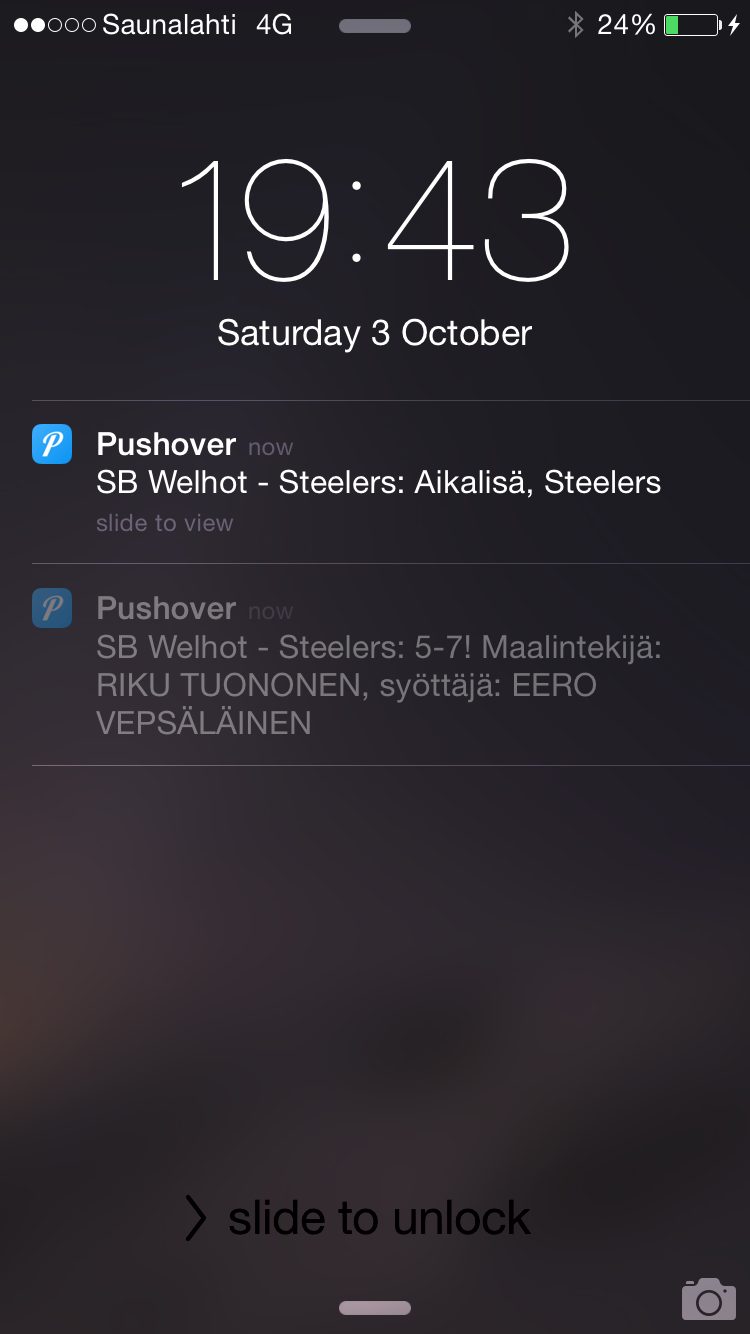 Saunalahti 4G 24%
19:43
Saturday 3 October
Pushover now
SB Welhot - Steelers: Aikalisä, Steelers
slide to view
Pushover now
SB Welhot - Steelers: 5-7! Maalintekijä:
RIKU TUONONEN, syöttäjä: EERO
VEPSÄLÄINEN
slide to unlock